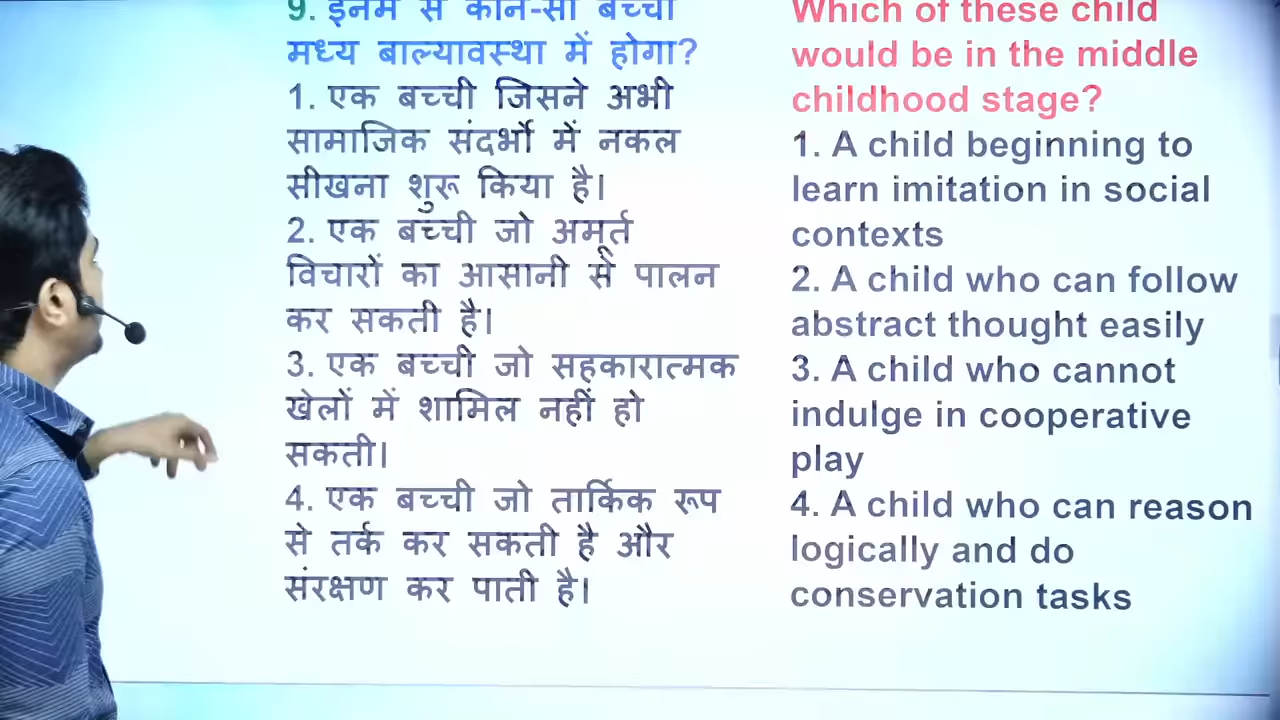 9. इनमें से कौन-सा बच्चा
मध्य बाल्यावस्था में होगा?
1. एक बच्ची जिसने अभी
सामाजिक संदर्भों में नकल
सीखना शुरू किया है।
2. एक बच्ची जो अमूर्त
विचारों का आसानी से पालन
कर सकती है।
3. एक बच्ची जो सहकारात्मक
खेलों में शामिल नहीं हो
सकती।
4. एक बच्ची जो तार्किक रूप
से तर्क कर सकती है और
संरक्षण कर पाती है।
Which of these child
would be in the middle
childhood stage?
1. A child beginning to
learn imitation in social
contexts
2. A child who can follow
abstract thought easily
3. A child who cannot
indulge in cooperative
play
4. A child who can reason
logically and do
conservation tasks